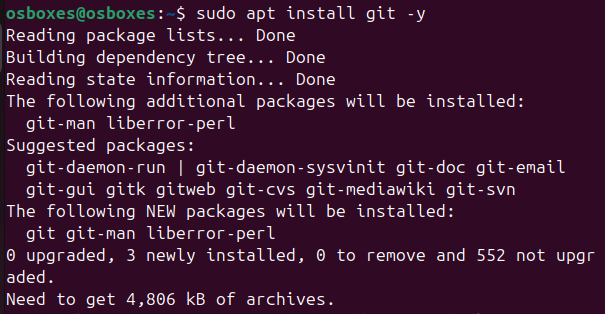 osboxes@osboxes:~$ sudo apt install git -y
Reading package lists... Done
Building dependency tree... Done
Reading state information... Done
The following additional packages will be installed:
  git-man liberror-perl
Suggested packages:
  git-daemon-run | git-daemon-sysvinit git-doc git-email
  git-gui gitk gitweb git-cvs git-mediawiki git-svn
The following NEW packages will be installed:
  git git-man liberror-perl
0 upgraded, 3 newly installed, 0 to remove and 552 not upgr
aded.
Need to get 4,806 kB of archives.